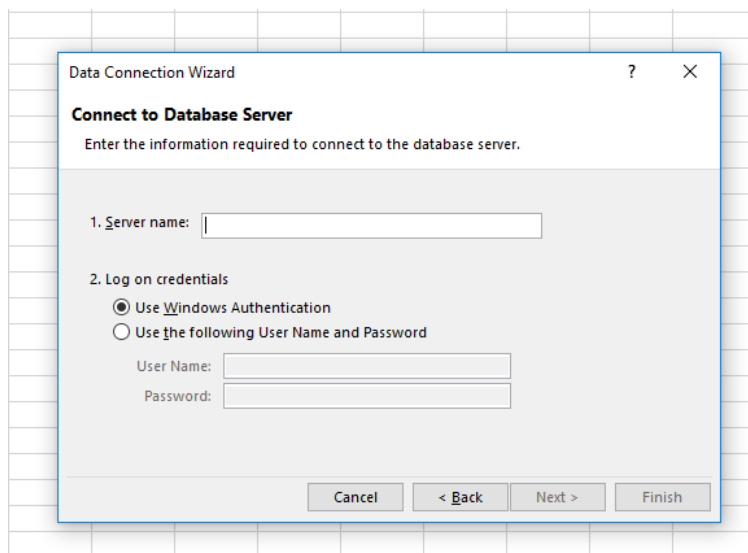 Data Connection Wizard ?
Connect to Database Server
Enter the information required to connect to the database server.
1. Server name:
2. Log on credentials
Use Windows Authentication
Use the following User Name and Password
User Name:
Password:
Cancel < Back Next > Finish